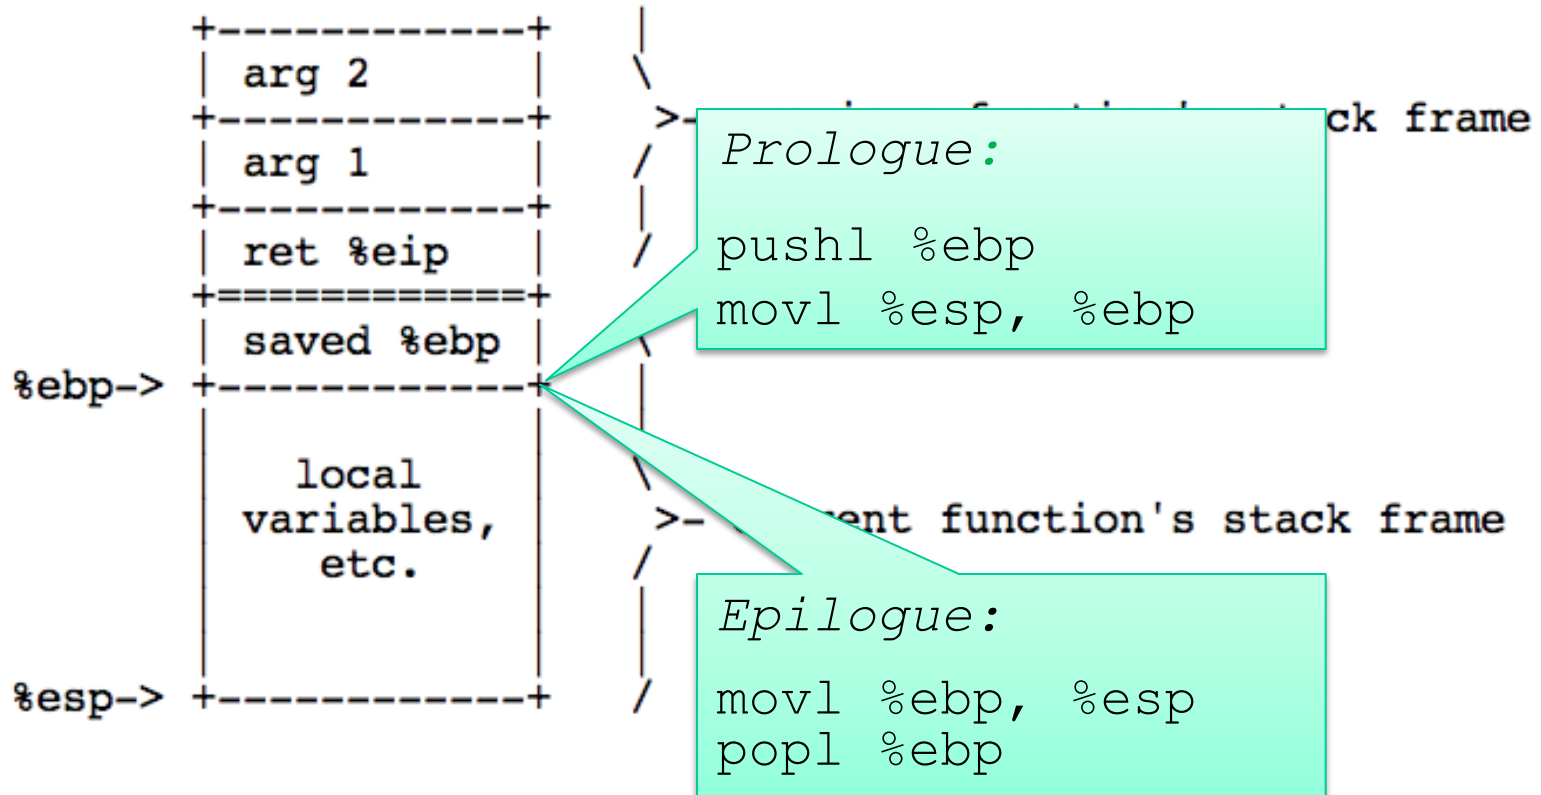 +------------+ |
| arg 2 | \
+------------+ >- ck frame
| arg 1 | /
+------------+ |
| ret %eip | /
+============+
| saved %ebp | \
%ebp-> +------------+ |
| | |
| local | \
| variables, | >- function's stack frame
| etc. | /
| | |
| | |
%esp-> +------------+ /
Prologue:
pushl %ebp
movl %esp, %ebp
Epilogue:
movl %ebp, %esp
popl %ebp